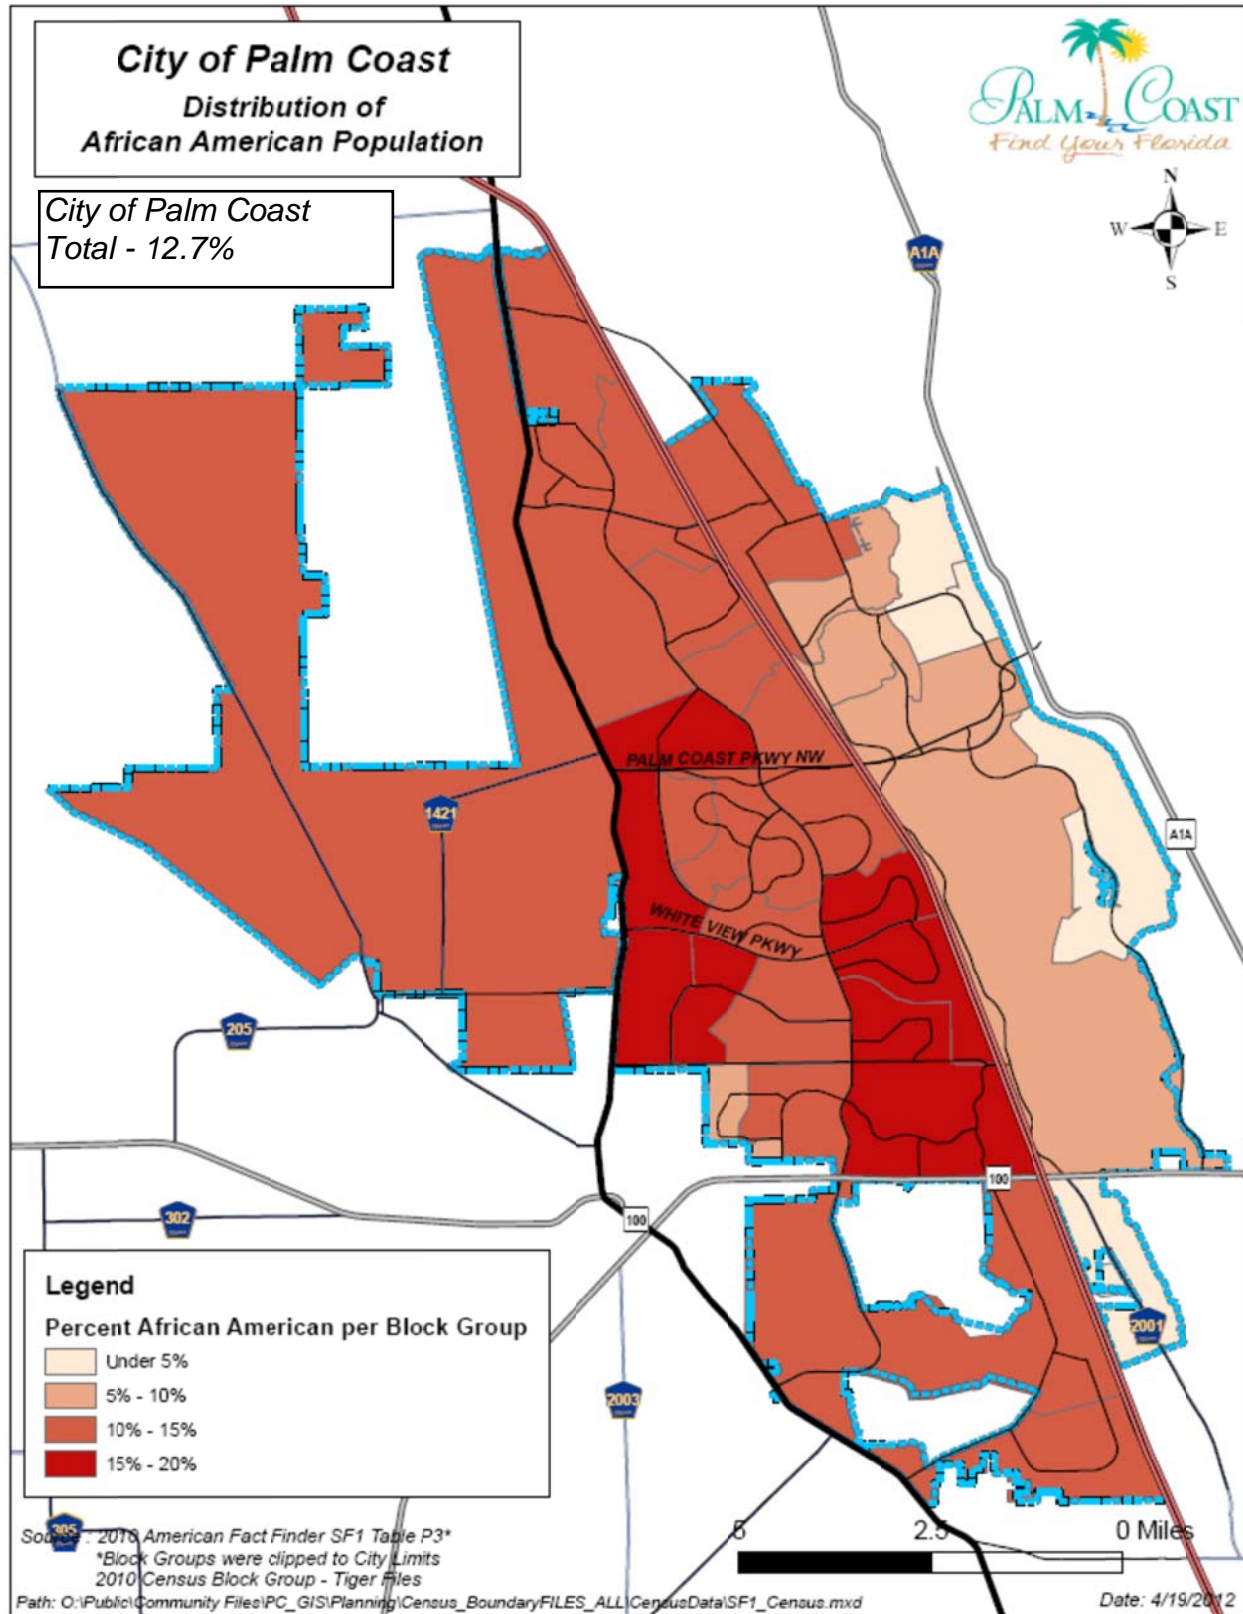 City of Palm Coast
Distribution of
African American Population
City of Palm Coast
Total - 12.7%
PALM COAST
Find Your Florida
N
W E
S
A1A
PALM COAST PKWY NW
1421
A1A
WHITE VIEW PKWY
205
100
302
100
2001
2003
Legend
Percent African American per Block Group
Under 5%
5% - 10%
10% - 15%
15% - 20%
305
Source : 2010 American Fact Finder SF1 Table P3*
*Block Groups were clipped to City Limits
2010 Census Block Group - Tiger Files
5 2.5 0 Miles
Path: O:\Public\Community Files\PC_GIS\Planning\Census_BoundaryFILES_ALL\CensusData\SF1_Census.mxd
Date: 4/19/2012